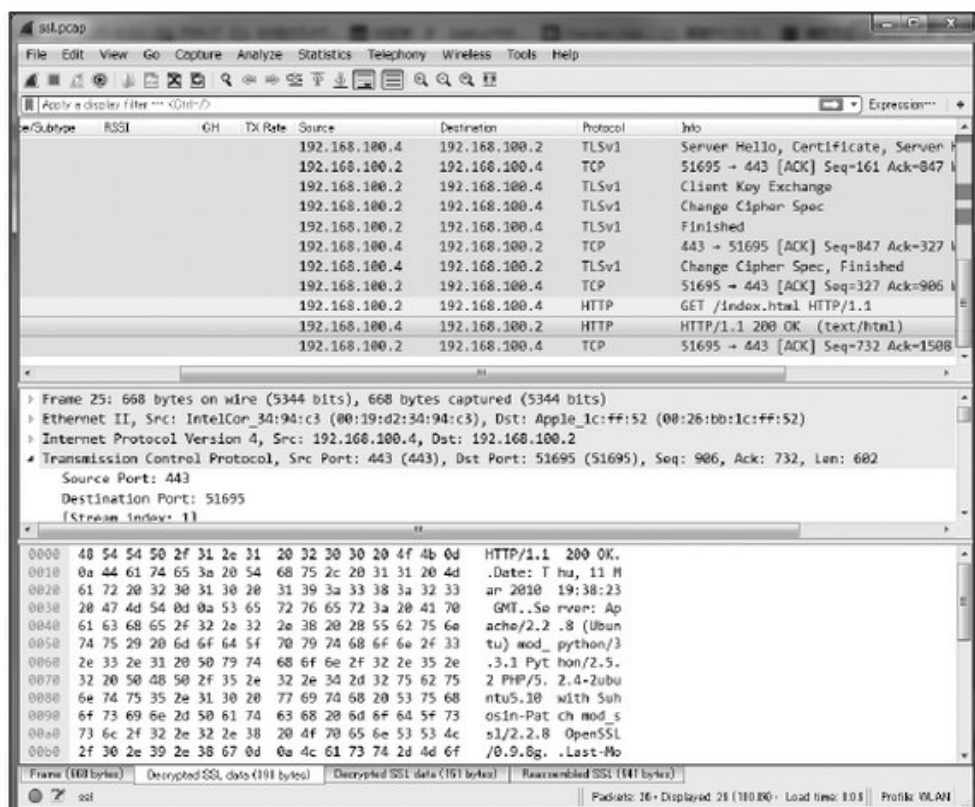 ssl.pcap
File Edit View Go Capture Analyze Statistics Telephony Wireless Tools Help
Apply a display filter ··· <Ctrl-/> Expression···
e/Subtype RSSI CH TX Rate Source Destination Protocol Info
192.168.100.4 192.168.100.2 TLSv1 Server Hello, Certificate, Server
192.168.100.2 192.168.100.4 TCP 51695 → 443 [ACK] Seq=161 Ack=847
192.168.100.2 192.168.100.4 TLSv1 Client Key Exchange
192.168.100.2 192.168.100.4 TLSv1 Change Cipher Spec
192.168.100.2 192.168.100.4 TLSv1 Finished
192.168.100.4 192.168.100.2 TCP 443 → 51695 [ACK] Seq=847 Ack=327
192.168.100.4 192.168.100.2 TLSv1 Change Cipher Spec, Finished
192.168.100.2 192.168.100.4 TCP 51695 → 443 [ACK] Seq=327 Ack=906
192.168.100.2 192.168.100.4 HTTP GET /index.html HTTP/1.1
192.168.100.4 192.168.100.2 HTTP HTTP/1.1 200 OK (text/html)
192.168.100.2 192.168.100.4 TCP 51695 → 443 [ACK] Seq=732 Ack=1508
Frame 25: 668 bytes on wire (5344 bits), 668 bytes captured (5344 bits)
Ethernet II, Src: IntelCor_34:94:c3 (00:19:d2:34:94:c3), Dst: Apple_1c:ff:52 (00:26:bb:1c:ff:52)
Internet Protocol Version 4, Src: 192.168.100.4, Dst: 192.168.100.2
Transmission Control Protocol, Src Port: 443 (443), Dst Port: 51695 (51695), Seq: 906, Ack: 732, Len: 602
Source Port: 443
Destination Port: 51695
[Stream index: 1]
0000 48 54 54 50 2f 31 2e 31 20 32 30 30 20 4f 4b 0d HTTP/1.1 200 OK.
0010 0a 44 61 74 65 3a 20 54 68 75 2c 20 31 31 20 4d .Date: T hu, 11 M
0020 61 72 20 32 30 31 30 20 31 39 3a 33 38 3a 32 33 ar 2010 19:38:23
0030 20 47 4d 54 0d 0a 53 65 72 76 65 72 3a 20 41 70 GMT..Se rver: Ap
0040 61 63 68 65 2f 32 2e 32 2e 38 20 28 55 62 75 6e ache/2.2 .8 (Ubun
0050 74 75 29 20 6d 6f 64 5f 70 79 74 68 6f 6e 2f 33 tu) mod_ python/3
0060 2e 33 2e 31 20 50 79 74 68 6f 6e 2f 32 2e 35 2e .3.1 Pyt hon/2.5.
0070 32 20 50 48 50 2f 35 2e 32 2e 34 2d 32 75 62 75 2 PHP/5. 2.4-2ubu
0080 6e 74 75 35 2e 31 30 20 77 69 74 68 20 53 75 68 ntu5.10 with Suh
0090 6f 73 69 6e 2d 50 61 74 63 68 20 6d 6f 64 5f 73 osin-Pat ch mod_s
00a0 73 6c 2f 32 2e 32 2e 38 20 4f 70 65 6e 53 53 4c sl/2.2.8 OpenSSL
00b0 2f 30 2e 39 2e 38 67 0d 0a 4c 61 73 74 2d 4d 6f /0.9.8g. .Last-Mo
Frame (668 bytes) Decrypted SSL data (151 bytes) Reassembled SSL
ssl Profile: WLAN